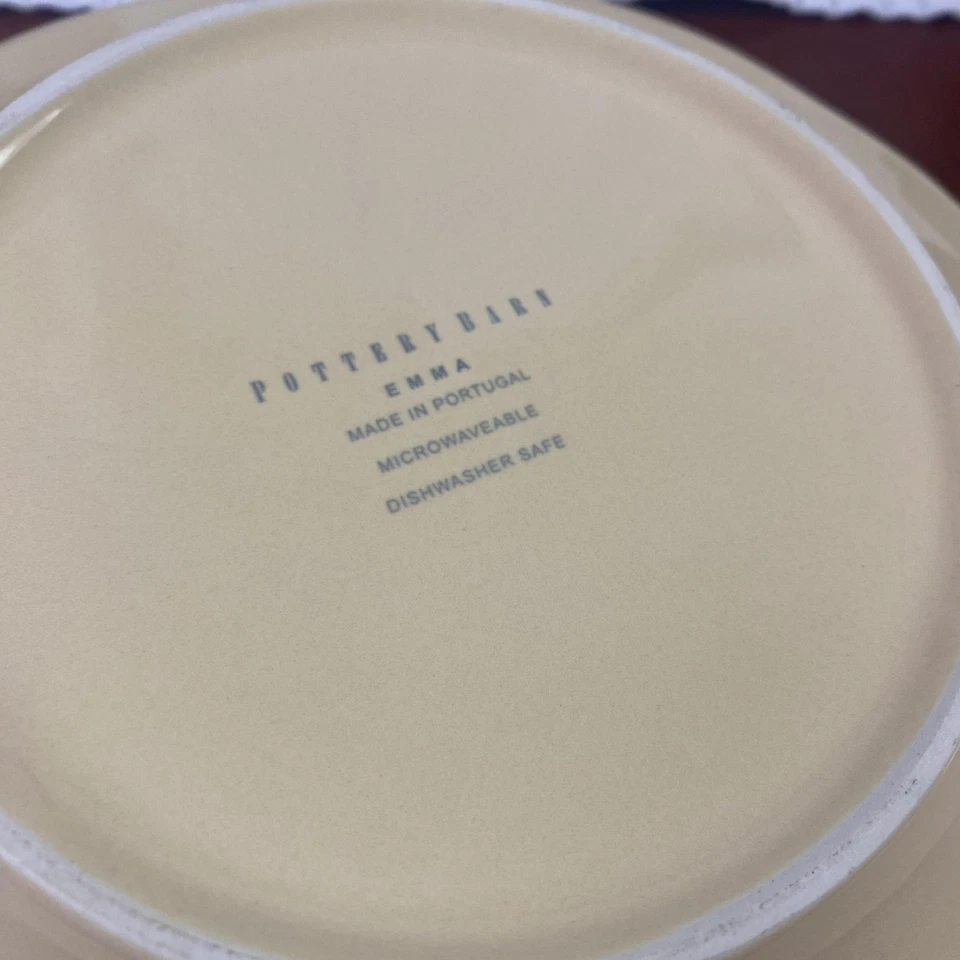 POTTERY BARN
EMMA
MADE IN PORTUGAL
MICROWAVEABLE
DISHWASHER SAFE